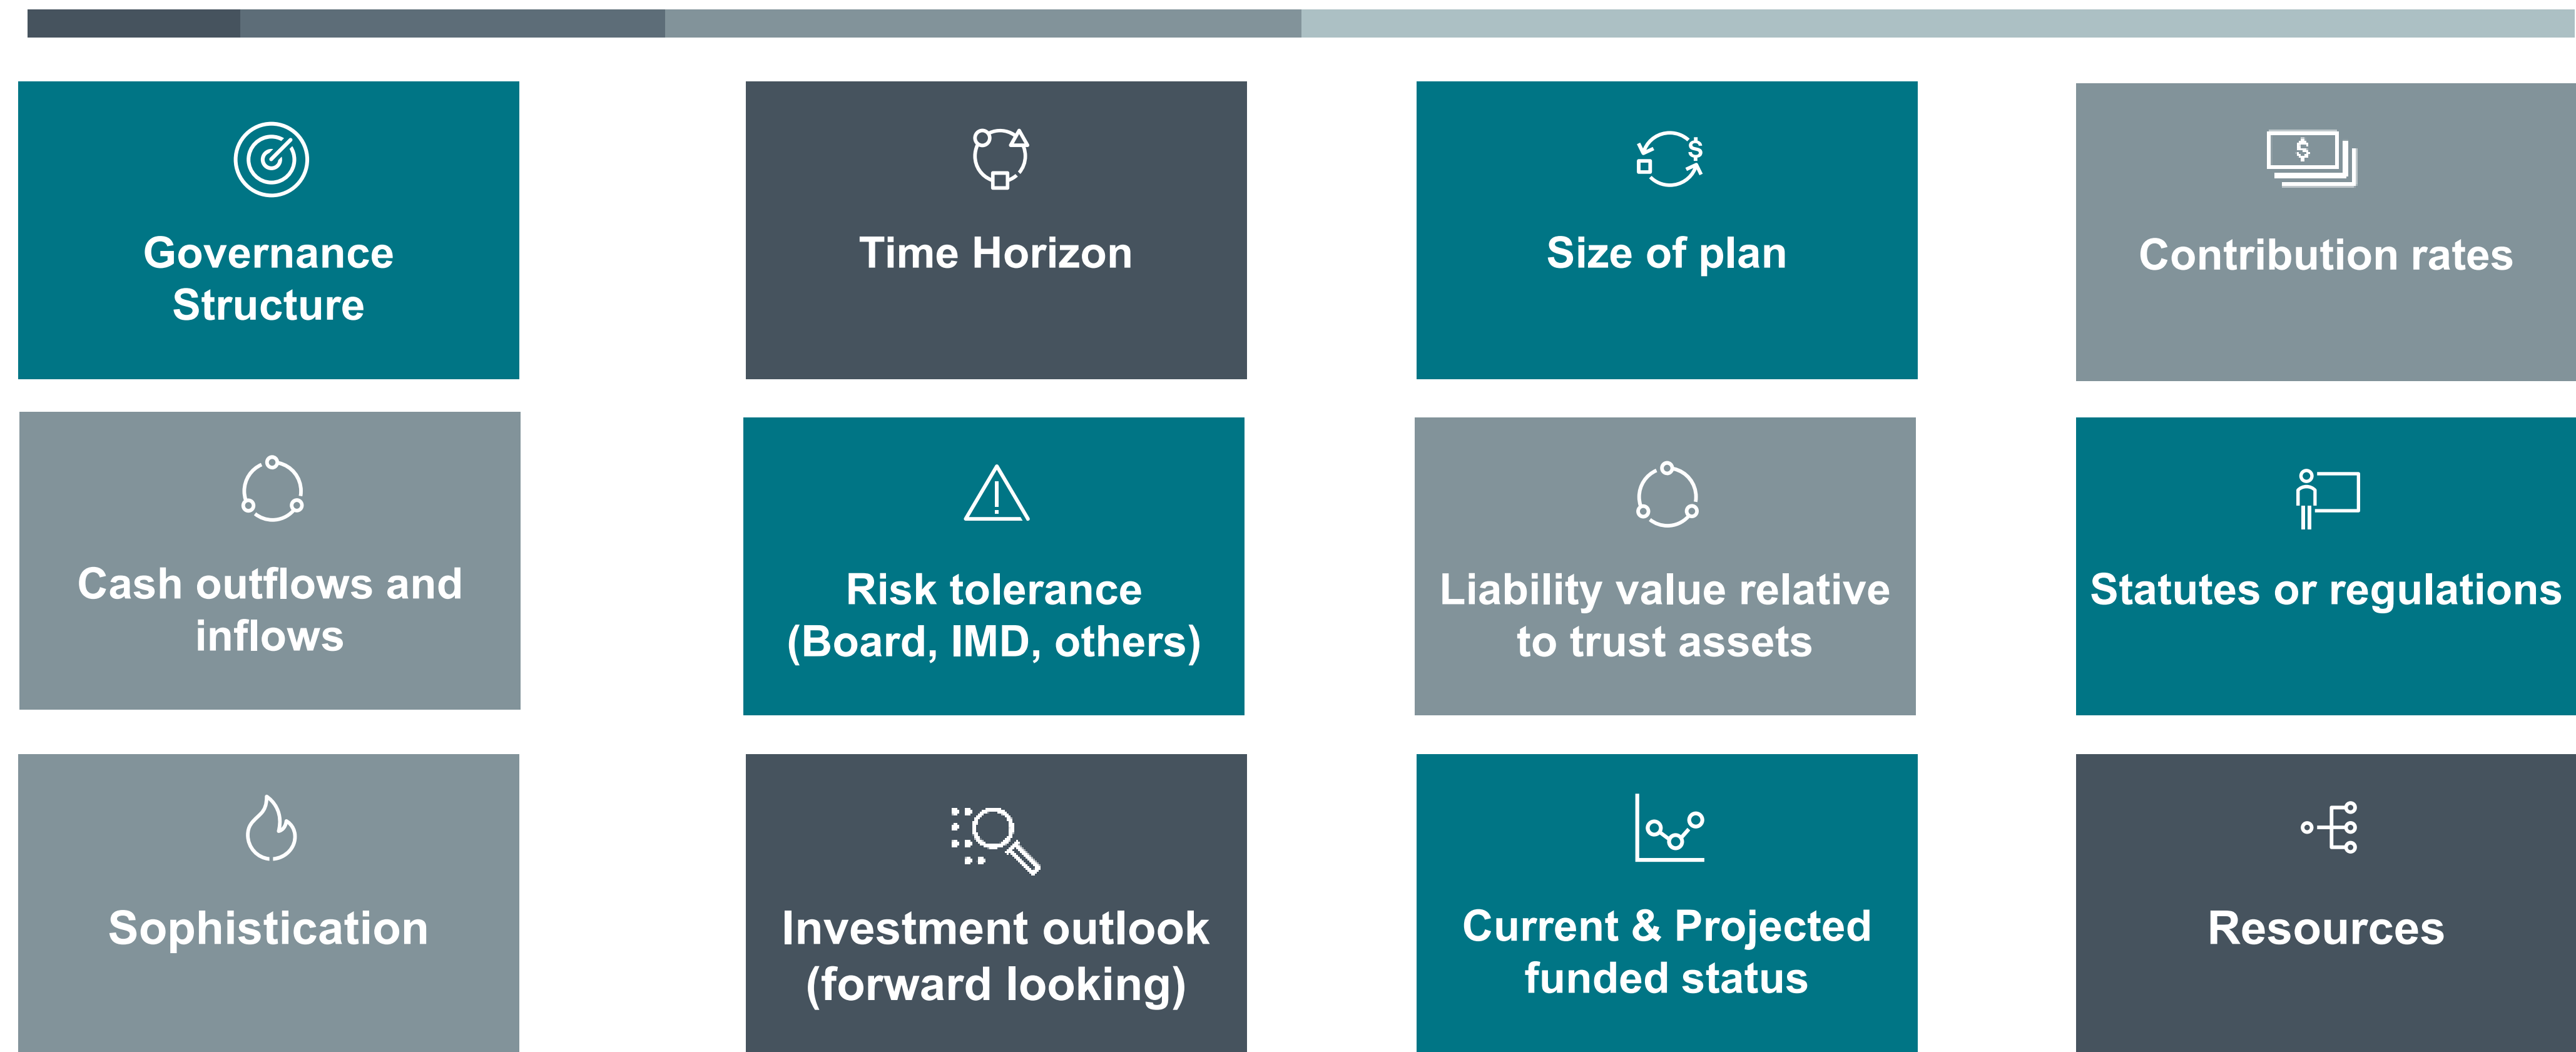 Governance
Structure
Time Horizon
Size of plan
$
Contribution rates
$
Cash outflows and
inflows
Risk tolerance
(Board, IMD, others)
Liability value relative
to trust assets
Statutes or regulations
Sophistication
Investment outlook
(forward looking)
Current & Projected
funded status
Resources